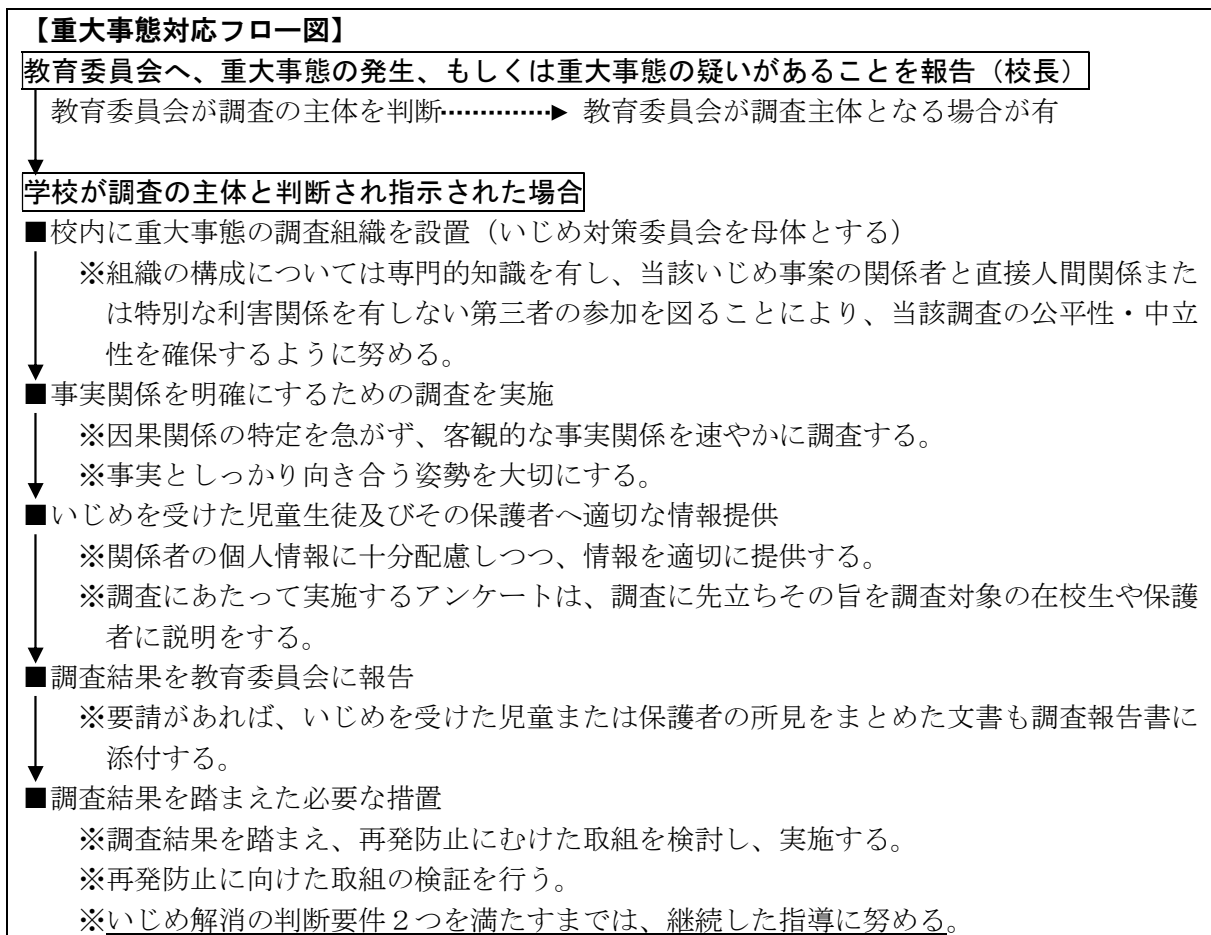 【重大事態対応フロー図】
教育委員会へ、重大事態の発生、もしくは重大事態の疑いがあることを報告（校長）
教育委員会が調査の主体を判断 教育委員会が調査主体となる場合が有
学校が調査の主体と判断され指示された場合
■校内に重大事態の調査組織を設置（いじめ対策委員会を母体とする）
※組織の構成については専門的知識を有し、当該いじめ事案の関係者と直接人間関係また
は特別な利害関係を有しない第三者の参加を図ることにより、当該調査の公平性・中立
性を確保するように努める。
■事実関係を明確にするための調査を実施
※因果関係の特定を急がず、客観的な事実関係を速やかに調査する。
※事実としっかり向き合う姿勢を大切にする。
■いじめを受けた児童生徒及びその保護者へ適切な情報提供
※関係者の個人情報に十分配慮しつつ、情報を適切に提供する。
※調査にあたって実施するアンケートは、調査に先立ちその旨を調査対象の在校生や保護
者に説明をする。
■調査結果を教育委員会に報告
※要請があれば、いじめを受けた児童または保護者の所見をまとめた文書も調査報告書に
添付する。
■調査結果を踏まえた必要な措置
※調査結果を踏まえ、再発防止にむけた取組を検討し、実施する。
※再発防止に向けた取組の検証を行う。
※いじめ解消の判断要件２つを満たすまでは、継続した指導に努める。